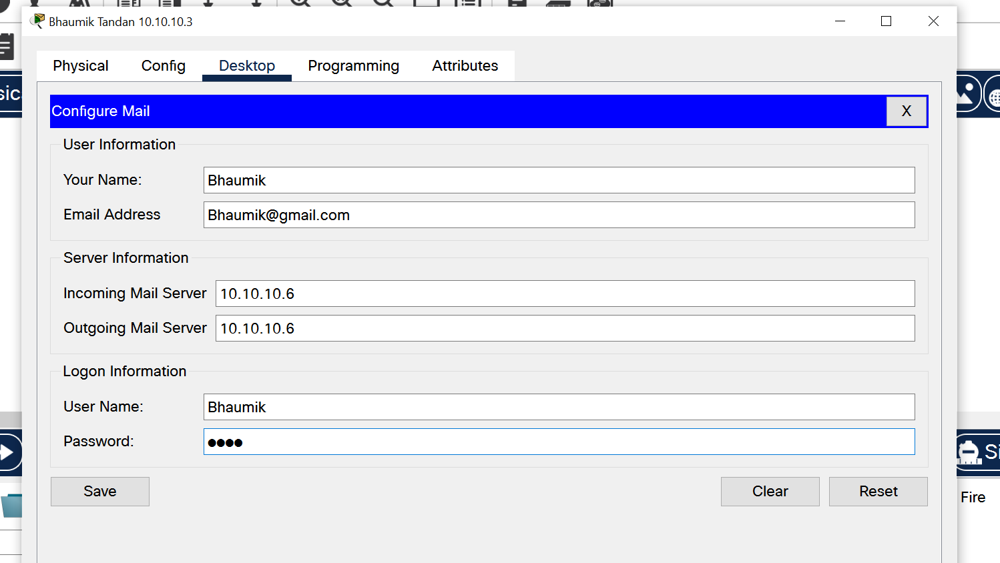 Bhaumik Tandan 10.10.10.3
Physical Config Desktop Programming Attributes
Configure Mail X
User Information
Your Name: Bhaumik
Email Address Bhaumik@gmail.com
Server Information
Incoming Mail Server 10.10.10.6
Outgoing Mail Server 10.10.10.6
Logon Information
User Name: Bhaumik
Password: ●●●●
Save Clear Reset
Fire